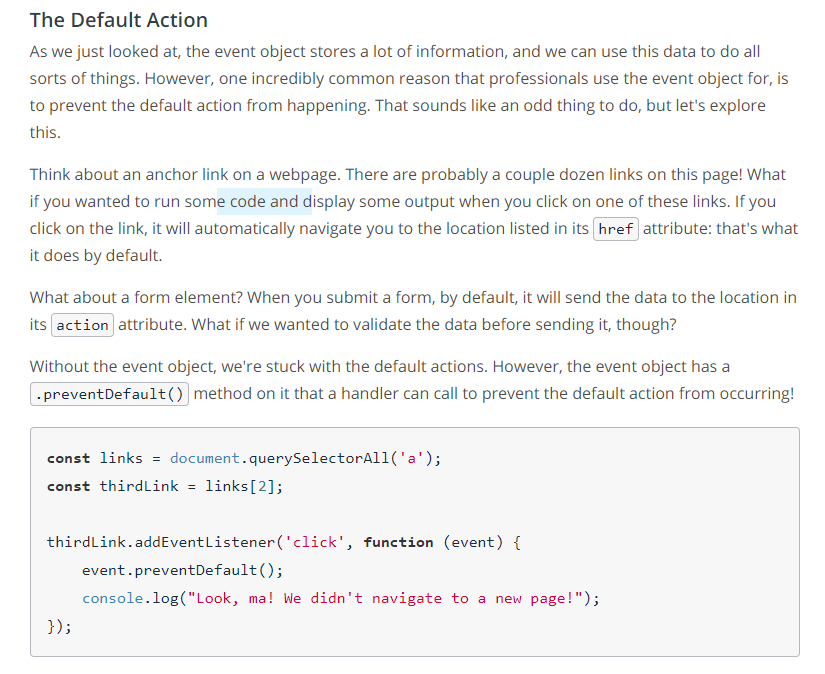 The Default Action
As we just looked at, the event object stores a lot of information, and we can use this data to do all
sorts of things. However, one incredibly common reason that professionals use the event object for, is
to prevent the default action from happening. That sounds like an odd thing to do, but let's explore
this.
Think about an anchor link on a webpage. There are probably a couple dozen links on this page! What
if you wanted to run some code and display some output when you click on one of these links. If you
click on the link, it will automatically navigate you to the location listed in its href attribute: that's what
it does by default.
What about a form element? When you submit a form, by default, it will send the data to the location in
its action attribute. What if we wanted to validate the data before sending it, though?
Without the event object, we're stuck with the default actions. However, the event object has a
.preventDefault() method on it that a handler can call to prevent the default action from occurring!
const links = document.querySelectorAll('a');
const thirdLink = links[2];
thirdLink.addEventListener('click', function (event) {
    event.preventDefault();
    console.log("Look, ma! We didn't navigate to a new page!");
});